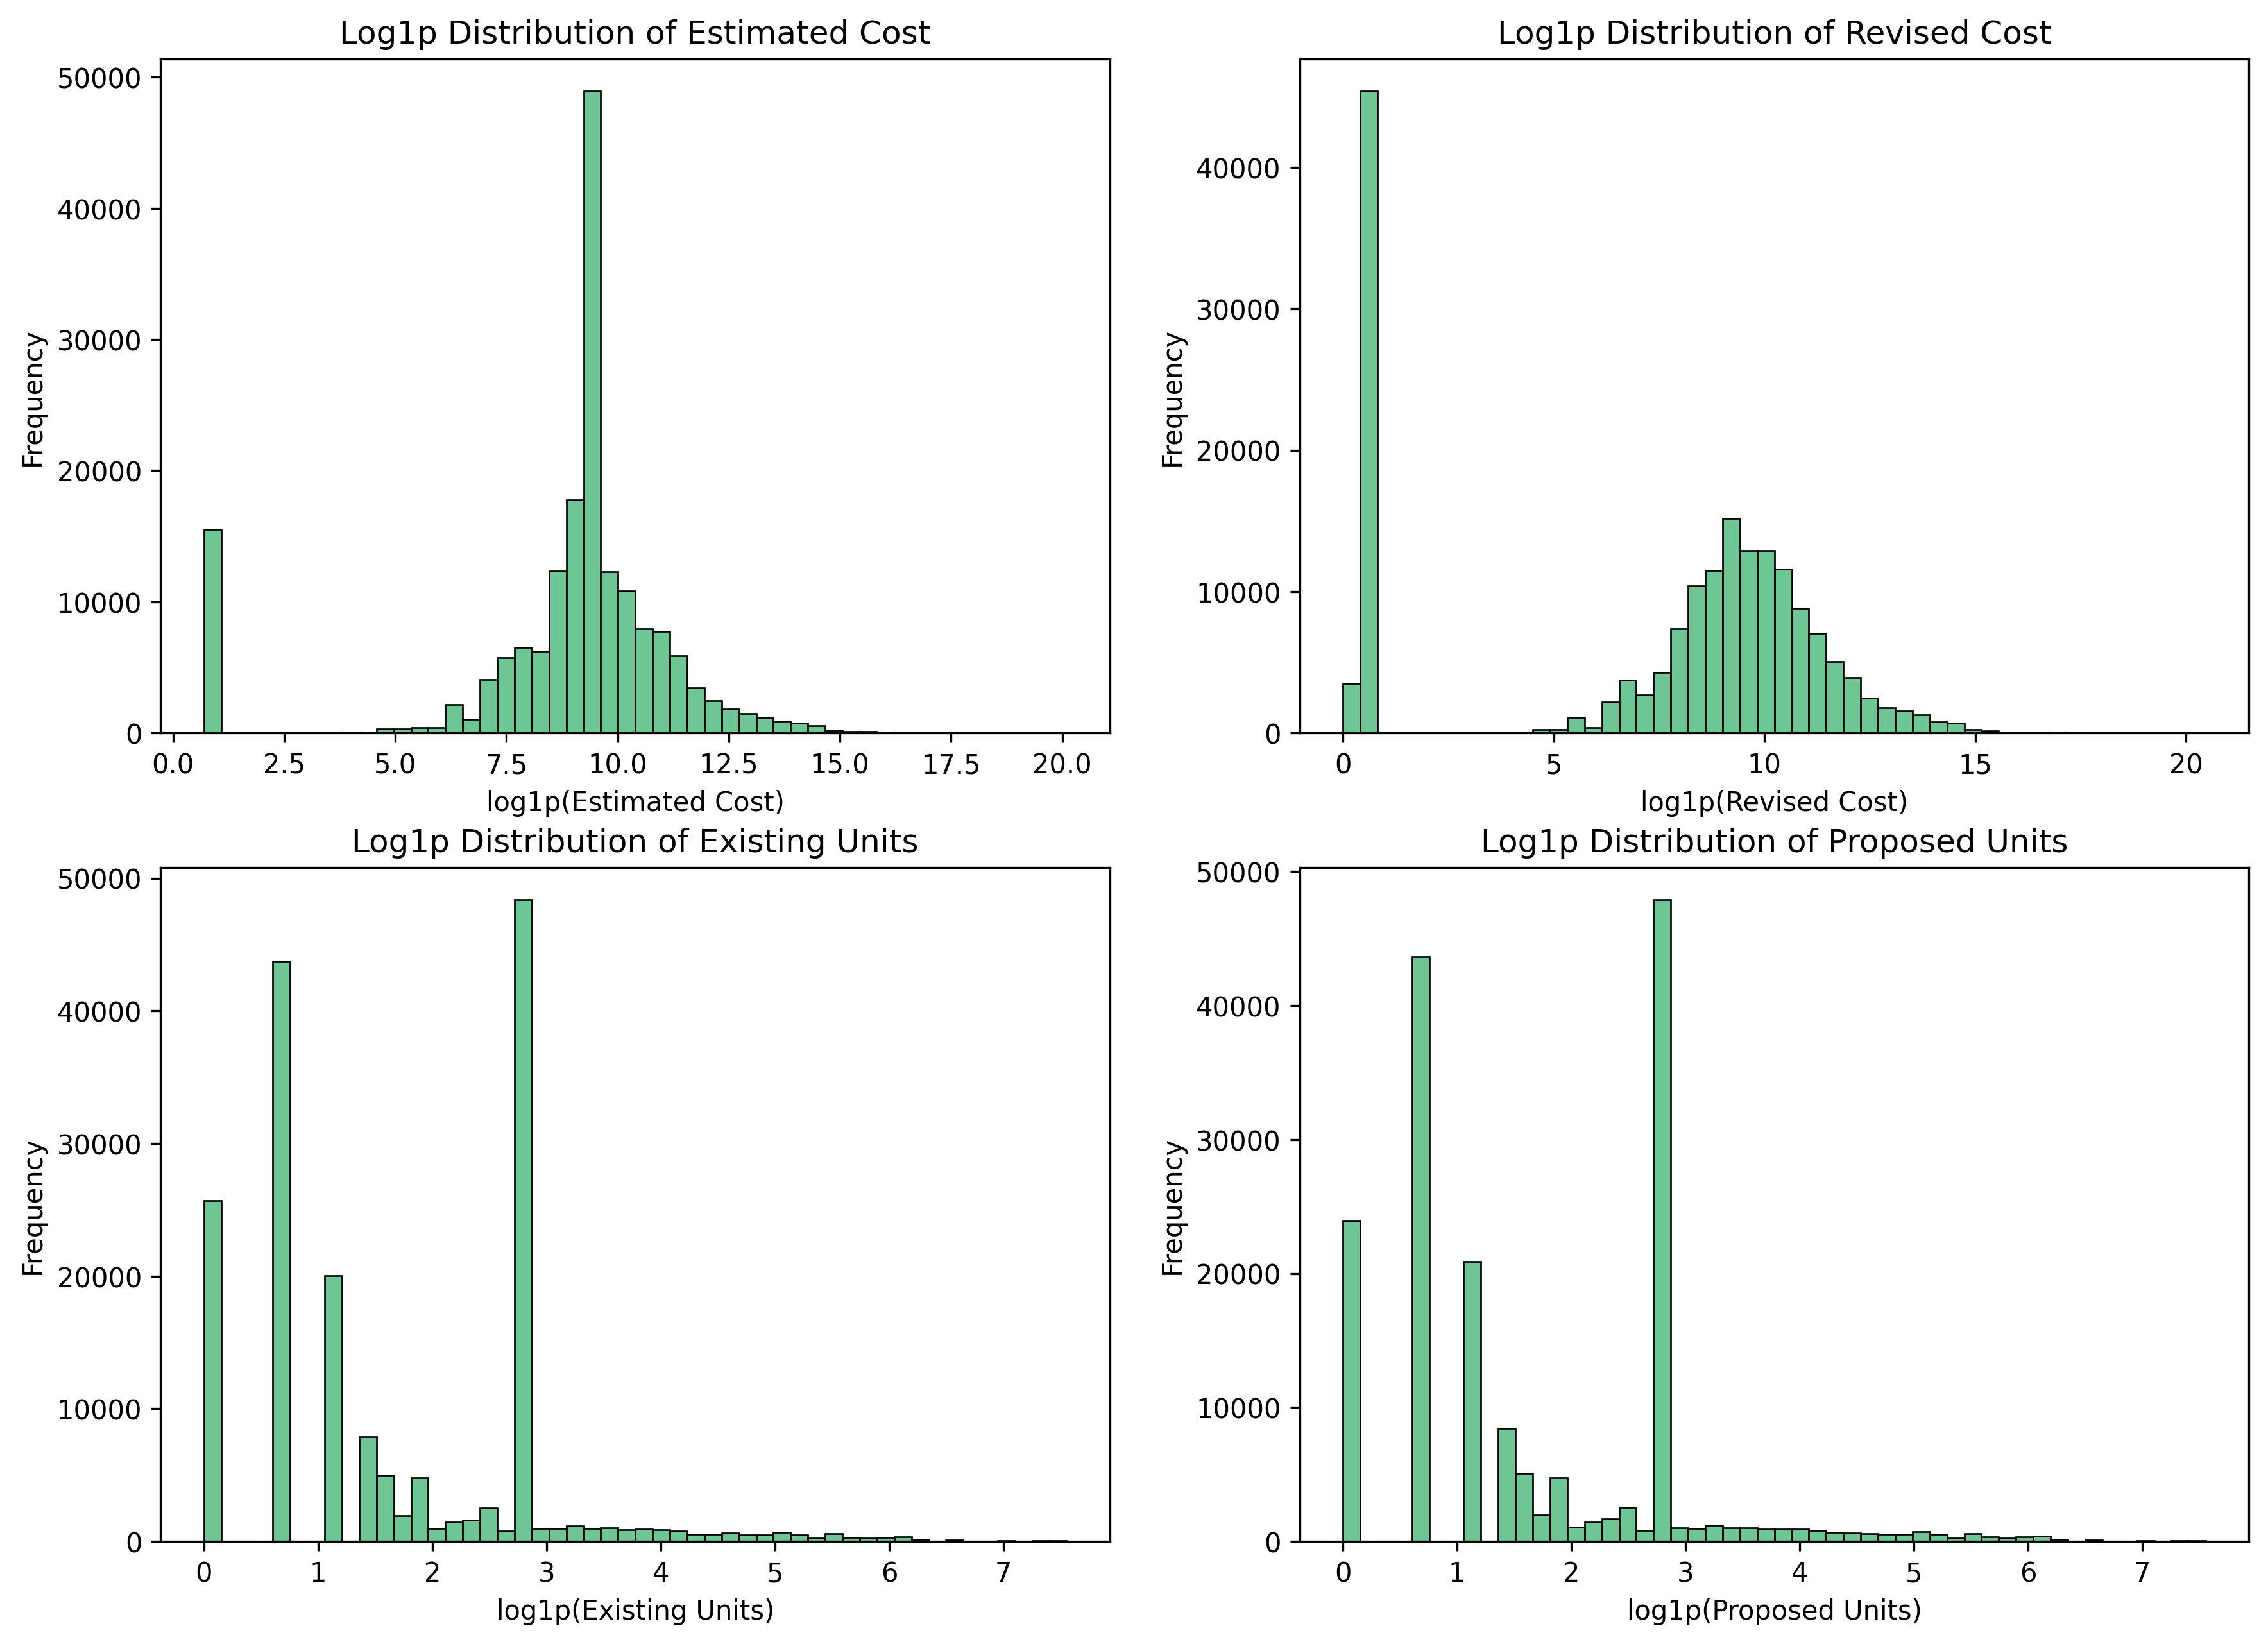 Log1p Distribution of Estimated Cost
Frequency
50000
40000
30000
20000
10000
0
0.0 2.5 5.0 7.5 10.0 12.5 15.0 17.5 20.0
log1p(Estimated Cost)
Log1p Distribution of Revised Cost
Frequency
40000
30000
20000
10000
0
0 5 10 15 20
log1p(Revised Cost)
Log1p Distribution of Existing Units
Frequency
50000
40000
30000
20000
10000
0
0 1 2 3 4 5 6 7
log1p(Existing Units)
Log1p Distribution of Proposed Units
Frequency
50000
40000
30000
20000
10000
0
0 1 2 3 4 5 6 7
log1p(Proposed Units)